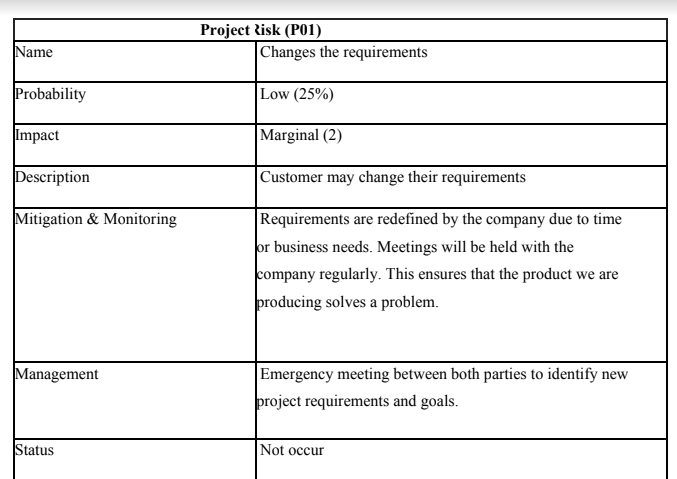 Project Risk (P01)
Name
Changes the requirements
Probability
Low (25%)
Impact
Marginal (2)
Description
Customer may change their requirements
Mitigation & Monitoring
Requirements are redefined by the company due to time
or business needs. Meetings will be held with the
company regularly. This ensures that the product we are
producing solves a problem.
Management
Emergency meeting between both parties to identify new
project requirements and goals.
Status
Not occur